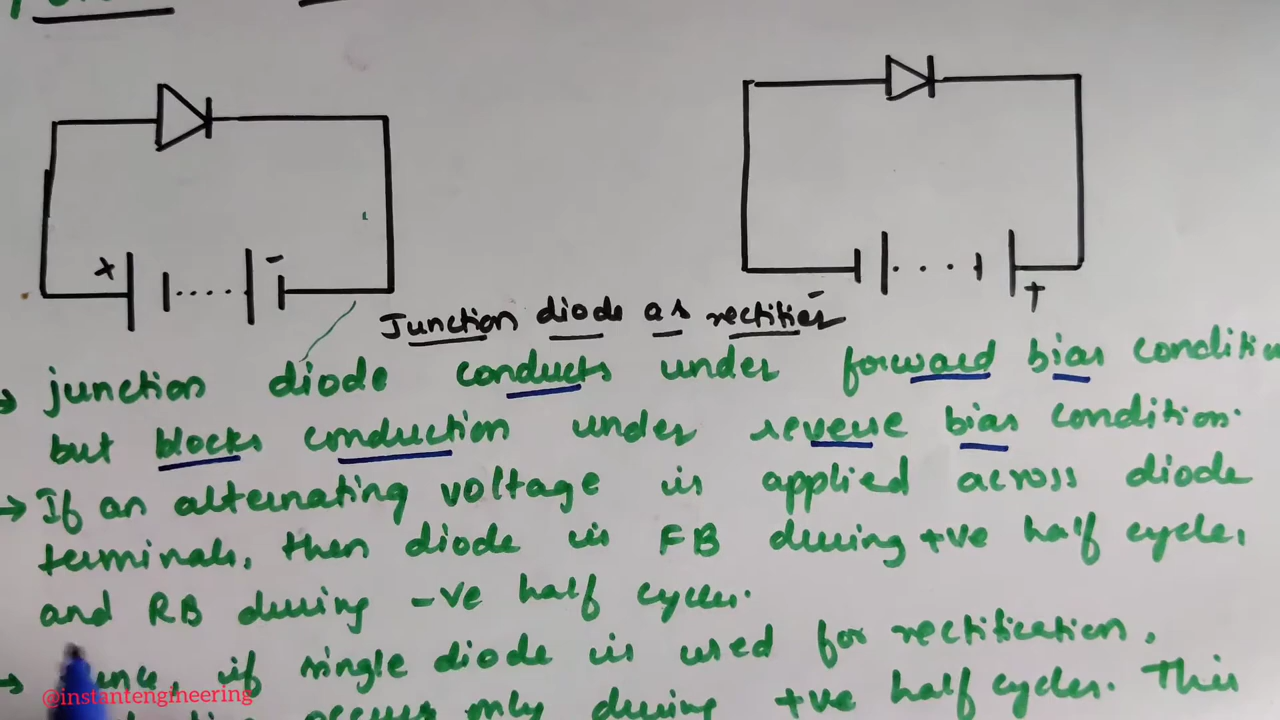 +
-
-
+
Junction diode as rectifier
→ junction diode conducts under forward bias condition
but blocks conduction under reverse bias condition.
→ If an alternating voltage is applied across diode
terminals, then diode is FB during +ve half cycles,
and RB during -ve half cycles.
→ if single diode is used for rectification,
occurs only during +ve half cycles. This
@instantengineering